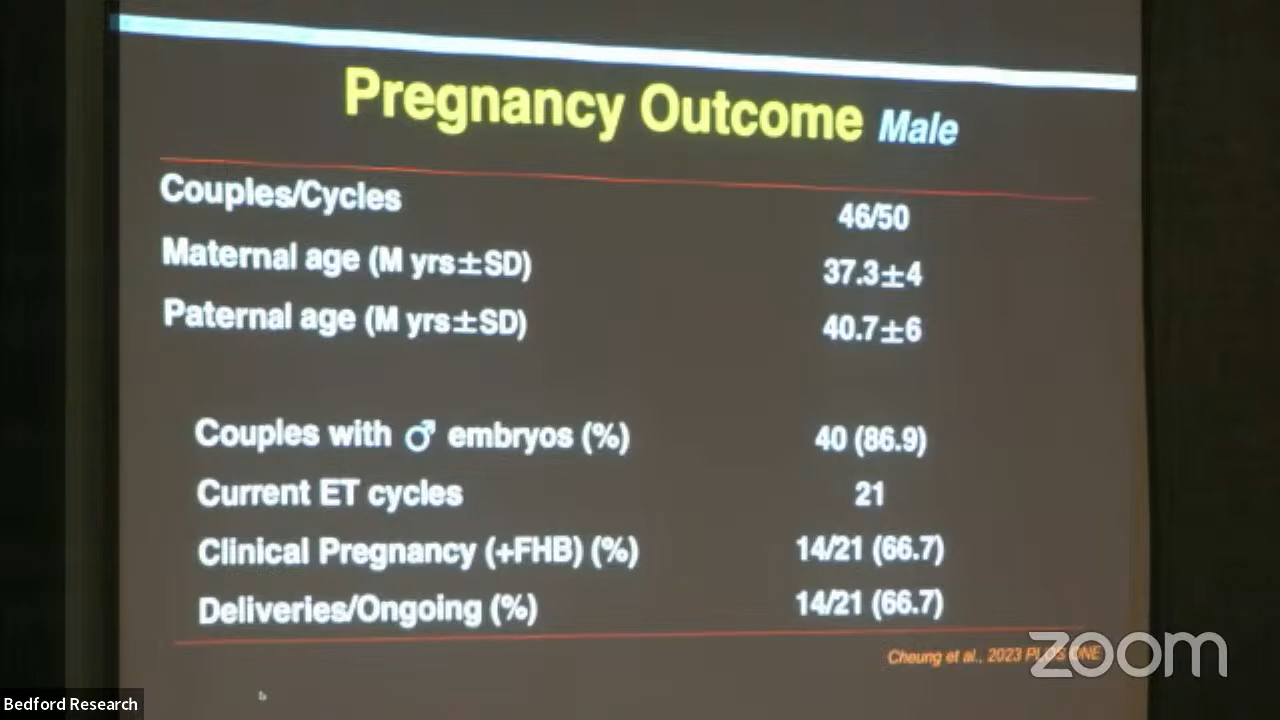 Pregnancy Outcome Male
Couples/Cycles 46/50
Maternal age (M yrs±SD) 37.3±4
Paternal age (M yrs±SD) 40.7±6
Couples with ♂ embryos (%) 40 (86.9)
Current ET cycles 21
Clinical Pregnancy (+FHB) (%) 14/21 (66.7)
Deliveries/Ongoing (%) 14/21 (66.7)
Cheung et al., 2023 PLOS ONE
zoom
Bedford Research